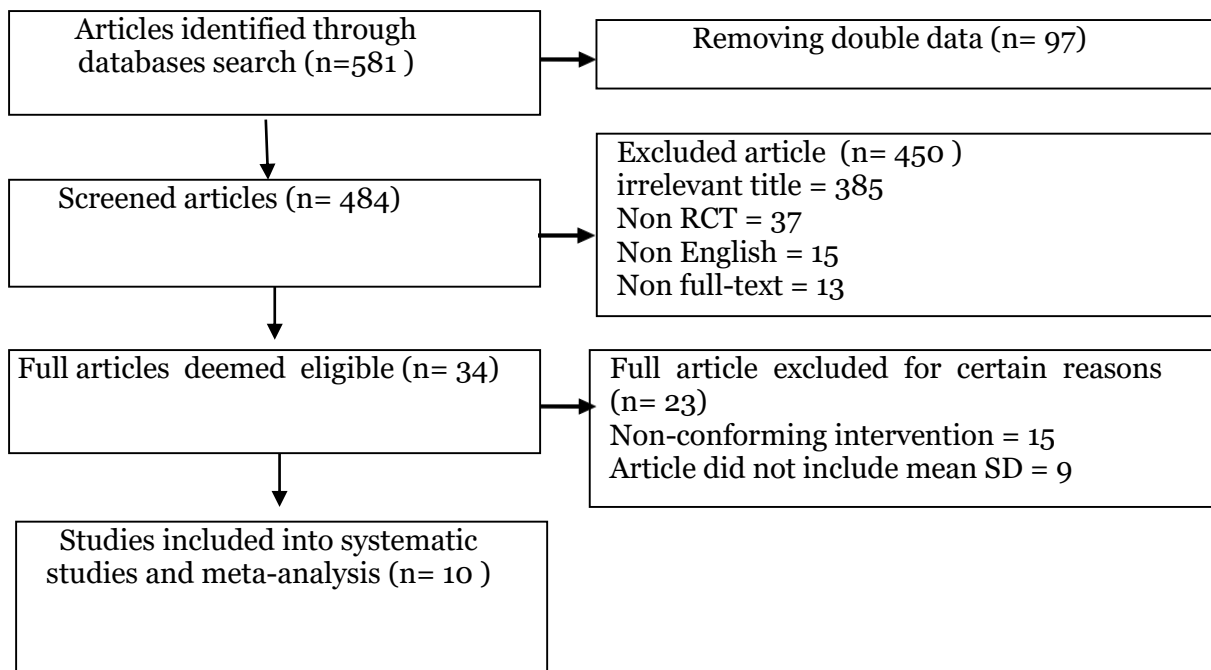 Articles identified through
databases search (n=581 )
Removing double data (n= 97)
Screened articles (n= 484)
Excluded article (n= 450 )
irrelevant title = 385
Non RCT = 37
Non English = 15
Non full-text = 13
Full articles deemed eligible (n= 34)
Full article excluded for certain reasons
(n= 23)
Non-conforming intervention = 15
Article did not include mean SD = 9
Studies included into systematic
studies and meta-analysis (n= 10 )